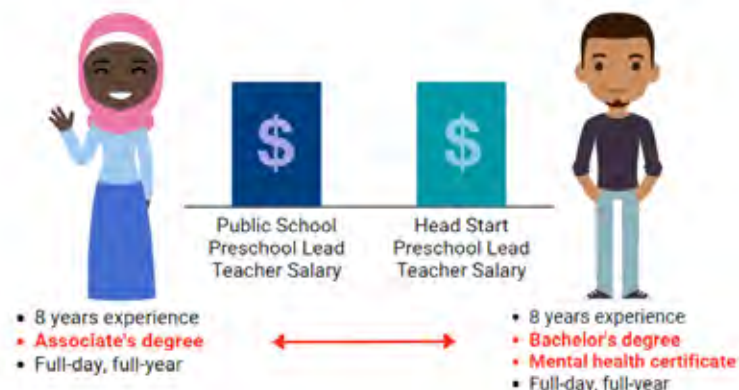 $
$
Public School
Preschool Lead
Teacher Salary
Head Start
Preschool Lead
Teacher Salary
• 8 years experience
• Associate's degree
• Full-day, full-year
• 8 years experience
• Bachelor's degree
• Mental health certificate
• Full-day, full-year